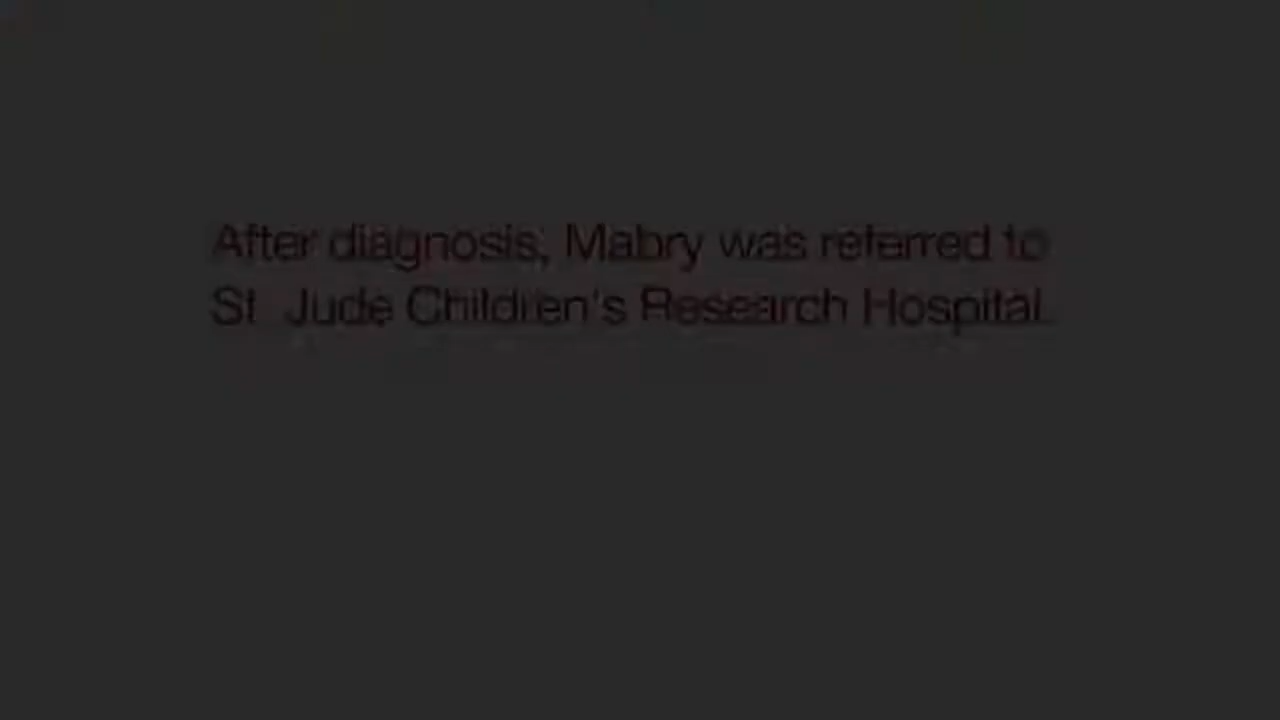 After diagnosis, Mabry was referred to
St. Jude Children's Research Hospital.